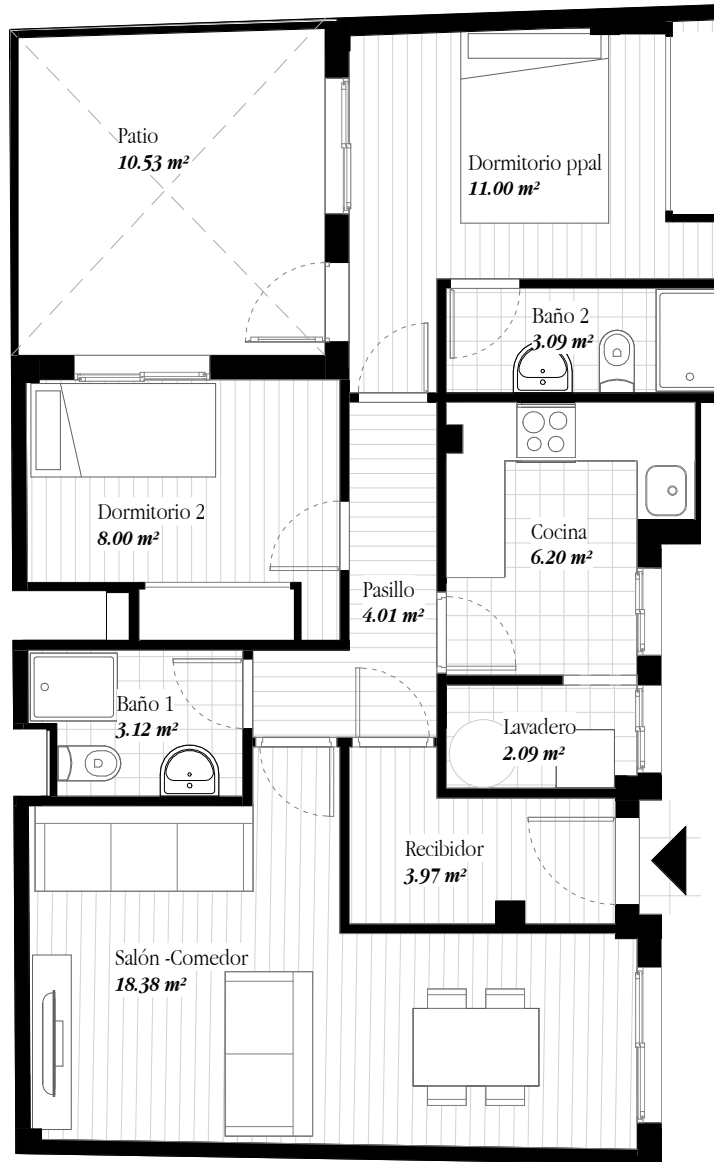 Patio
10.53 m²
Dormitorio ppal
11.00 m²
Baño 2
3.09 m²
Dormitorio 2
8.00 m²
Cocina
6.20 m²
Pasillo
4.01 m²
Baño 1
3.12 m²
Lavadero
2.09 m²
Recibidor
3.97 m²
Salón -Comedor
18.38 m²